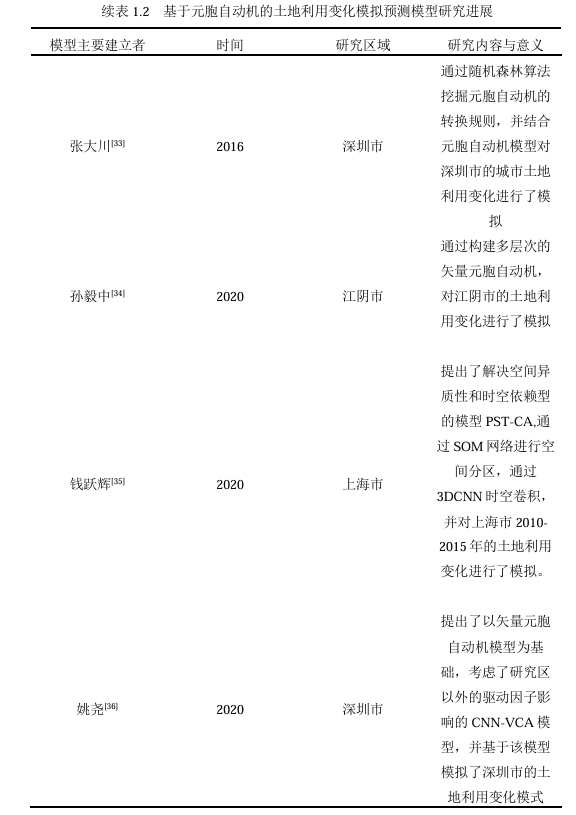 续表 1.2 基于元胞自动机的土地利用变化模拟预测模型研究进展
模型主要建立者 时间 研究区域 研究内容与意义
通过随机森林算法
挖掘元胞自动机的
转换规则，并结合
张大川[33] 2016 深圳市 元胞自动机模型对
深圳市的城市土地
利用变化进行了模
拟
通过构建多层次的
矢量元胞自动机，
孙毅中[34] 2020 江阴市 对江阴市的土地利
用变化进行了模拟
提出了解决空间异
质性和时空依赖型
的模型 PST-CA,通
过 SOM 网络进行空
钱跃辉[35] 2020 上海市 间分区，通过
3DCNN 时空卷积，
并对上海市 2010-
2015 年的土地利用
变化进行了模拟。
提出了以矢量元胞
自动机模型为基
础，考虑了研究区
以外的驱动因子影
姚尧[36] 2020 深圳市 响的 CNN-VCA 模
型，并基于该模型
模拟了深圳市的土
地利用变化模式